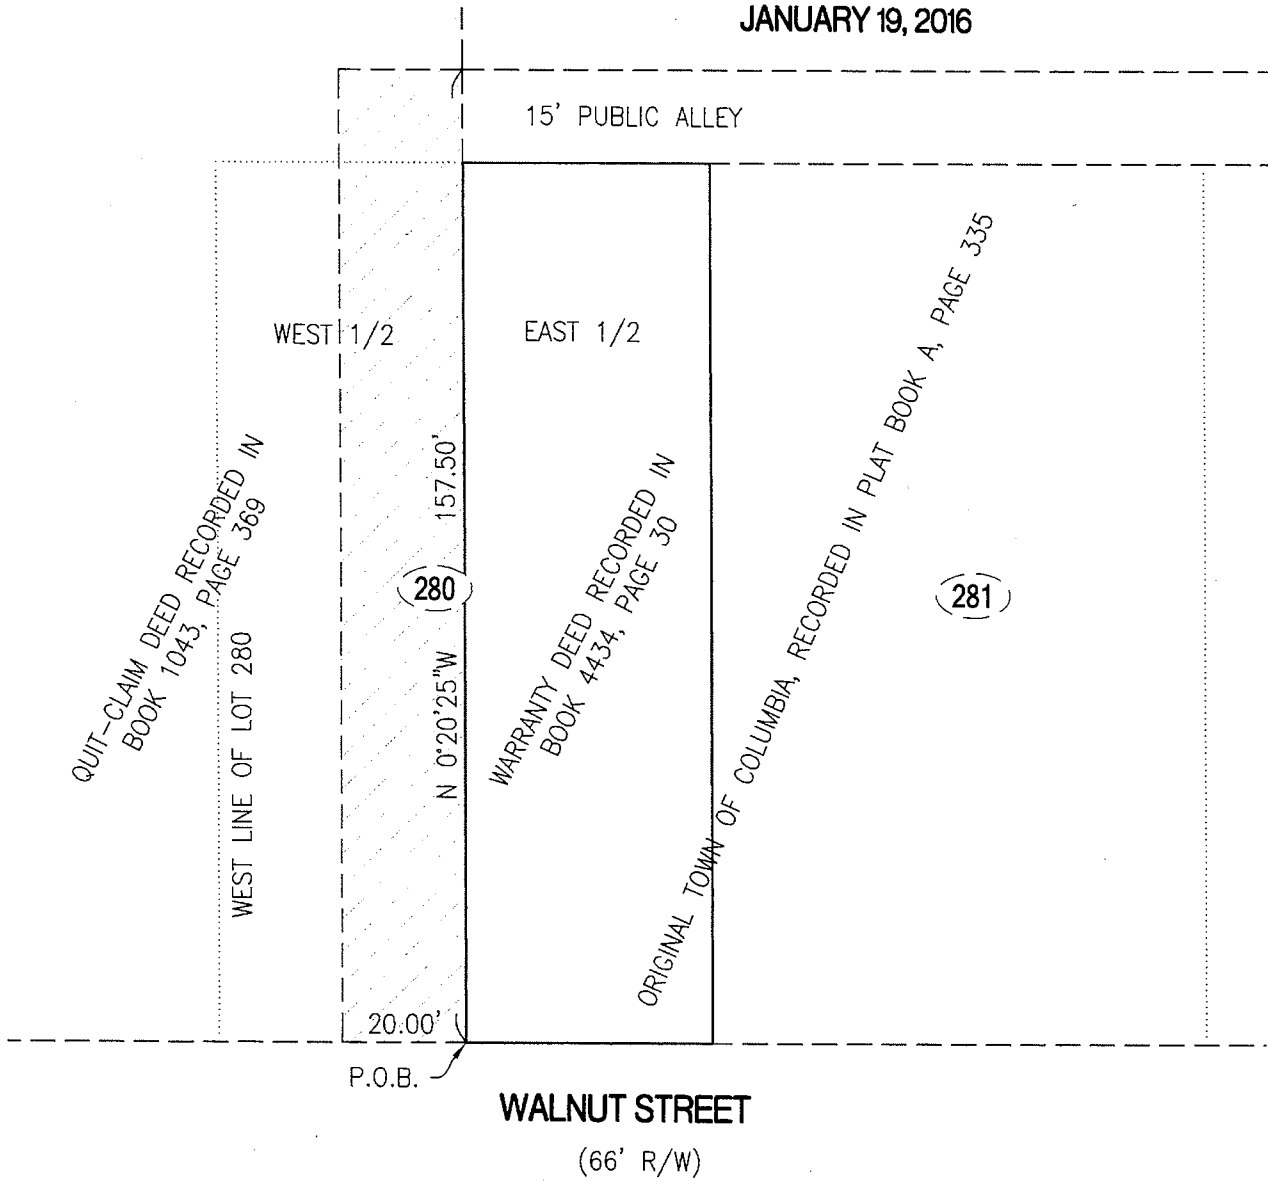 JANUARY 19, 2016
15' PUBLIC ALLEY
WEST 1/2
EAST 1/2
QUIT-CLAIM DEED RECORDED IN
BOOK 1043, PAGE 369
WEST LINE OF LOT 280
157.50'
280
N 0°20'25"W
WARRANTY DEED RECORDED IN
BOOK 4434, PAGE 30
ORIGINAL TOWN OF COLUMBIA, RECORDED IN PLAT BOOK A, PAGE 335
281
20.00'
P.O.B.
WALNUT STREET
(66' R/W)